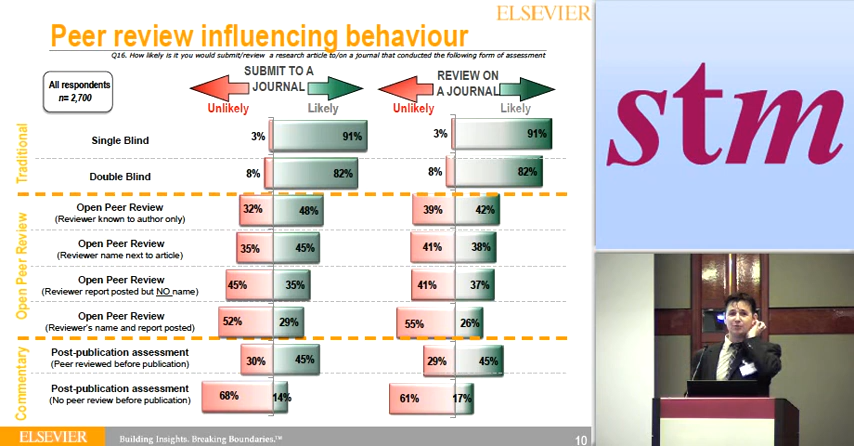 ELSEVIER
Peer review influencing behaviour
Q16. How likely is it you would submit/review a research article to/on a journal that conducted the following form of assessment
All respondents
n= 2,700
SUBMIT TO A
JOURNAL
Unlikely
Likely
REVIEW ON
A JOURNAL
Unlikely
Likely
Traditional
Single Blind
3%
91%
3%
91%
Double Blind
8%
82%
8%
82%
Open Peer Review
Open Peer Review
(Reviewer known to author only)
32%
48%
39%
42%
Open Peer Review
(Reviewer name next to article)
35%
45%
41%
38%
Open Peer Review
(Reviewer report posted but NO name)
45%
35%
41%
37%
Open Peer Review
(Reviewer's name and report posted)
52%
29%
55%
26%
Commentary
Post-publication assessment
(Peer reviewed before publication)
30%
45%
29%
45%
Post-publication assessment
(No peer review before publication)
68%
14%
61%
17%
ELSEVIER
Building Insights. Breaking Boundaries.™
10
stm